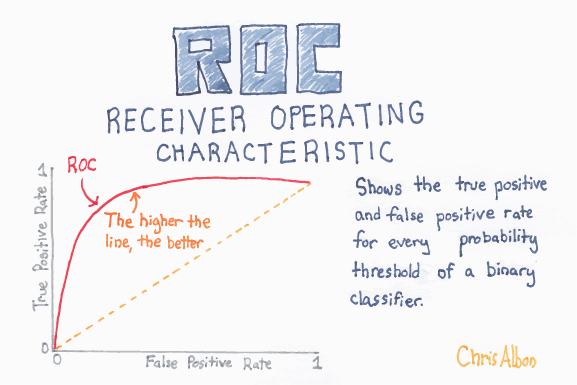 ROC
RECEIVER OPERATING
CHARACTERISTIC
ROC
The higher the
line, the better
True Positive Rate
1
0
0
False Positive Rate
1
Shows the true positive
and false positive rate
for every probability
threshold of a binary
classifier.
Chris Albon